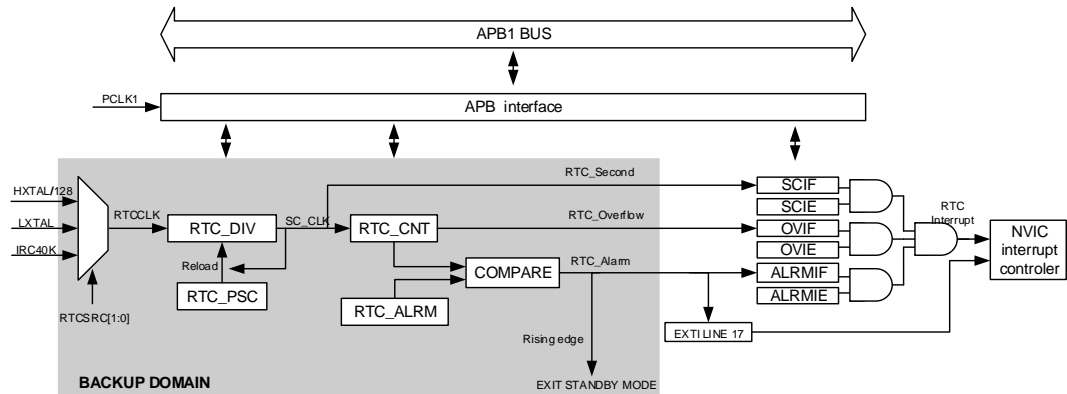 APB1 BUS
PCLK1
APB interface
HXTAL/128
LXTAL
IRC40K
RTCCLK
RTCSRC[1:0]
RTC_DIV
SC_CLK
Reload
RTC_PSC
RTC_CNT
RTC_ALRM
COMPARE
RTC_Second
RTC_Overflow
RTC_Alarm
Rising edge
EXIT STANDBY MODE
BACKUP DOMAIN
SCIF
SCIE
OVIF
OVIE
ALRMIF
ALRMIE
EXTI LINE 17
RTC
Interrupt
NVIC
interrupt
controler